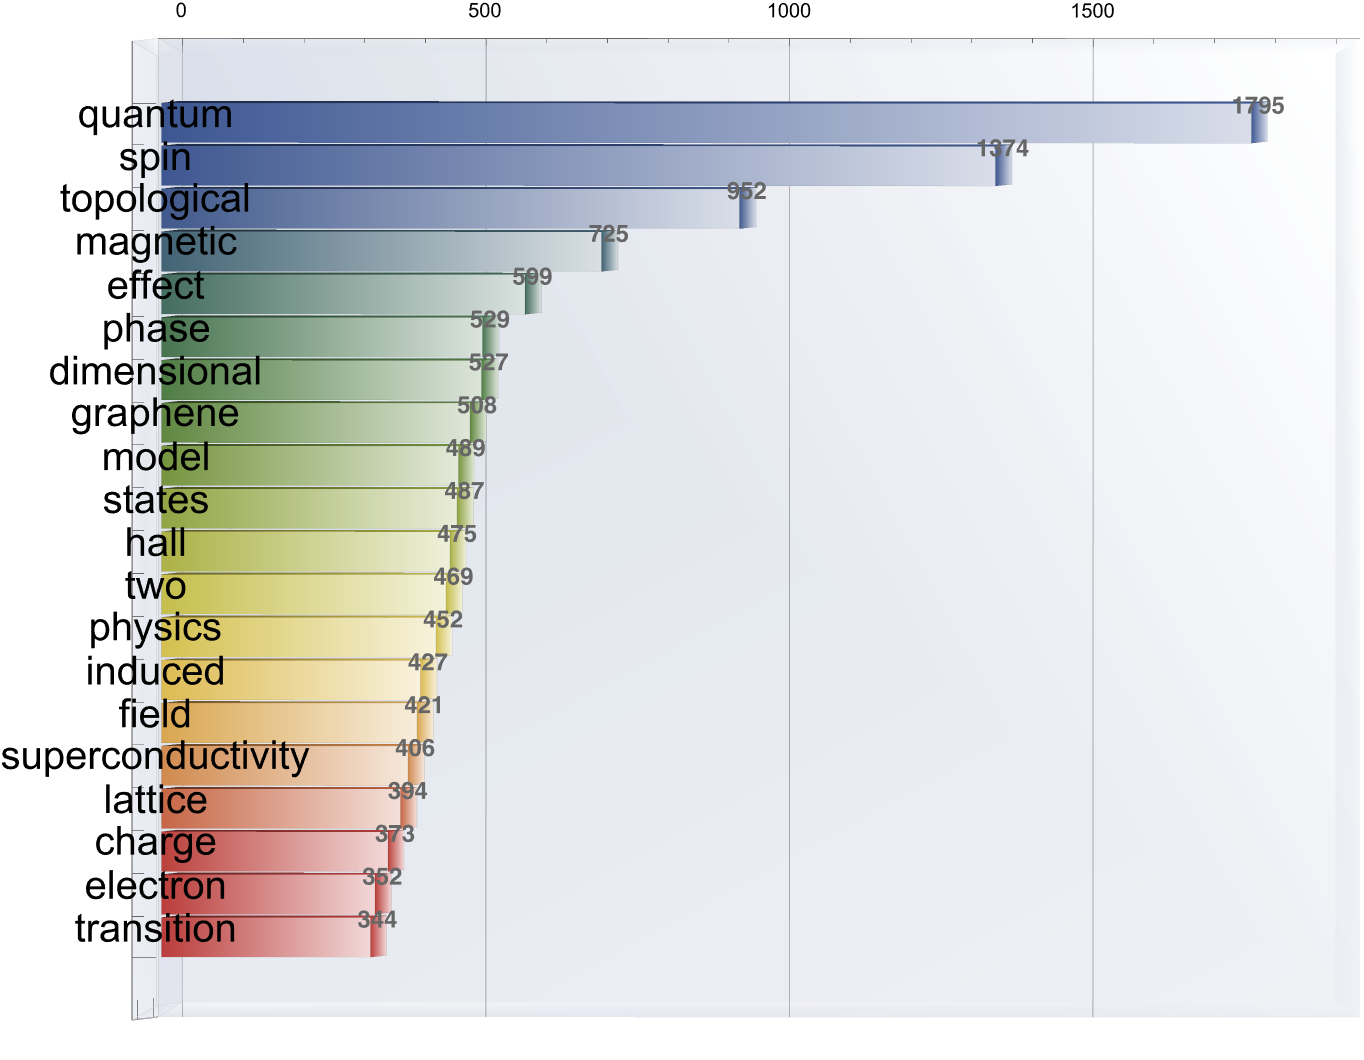 0 500 1000 1500
quantum 1795
spin 1374
topological 952
magnetic 725
effect 599
phase 529
dimensional 527
graphene 508
model 489
states 487
hall 475
two 469
physics 452
induced 427
field 421
superconductivity 406
lattice 394
charge 373
electron 352
transition 344